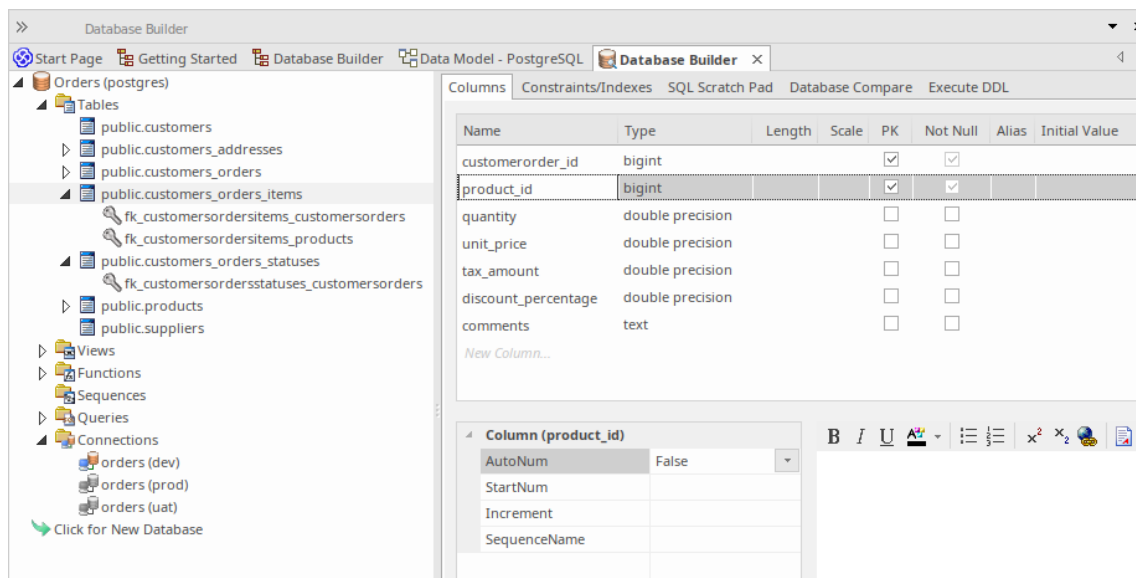 Database Builder
Start Page Getting Started Database Builder Data Model - PostgreSQL Database Builder
Orders (postgres)
Tables
public.customers
public.customers_addresses
public.customers_orders
public.customers_orders_items
fk_customersordersitems_customersorders
fk_customersordersitems_products
public.customers_orders_statuses
fk_customersordersstatuses_customersorders
public.products
public.suppliers
Views
Functions
Sequences
Queries
Connections
orders (dev)
orders (prod)
orders (uat)
Click for New Database
Columns Constraints/Indexes SQL Scratch Pad Database Compare Execute DDL
Name Type Length Scale PK Not Null Alias Initial Value
customerorder_id bigint
product_id bigint
quantity double precision
unit_price double precision
tax_amount double precision
discount_percentage double precision
comments text
New Column...
Column (product_id)
AutoNum False
StartNum
Increment
SequenceName
B I U A x² x₂